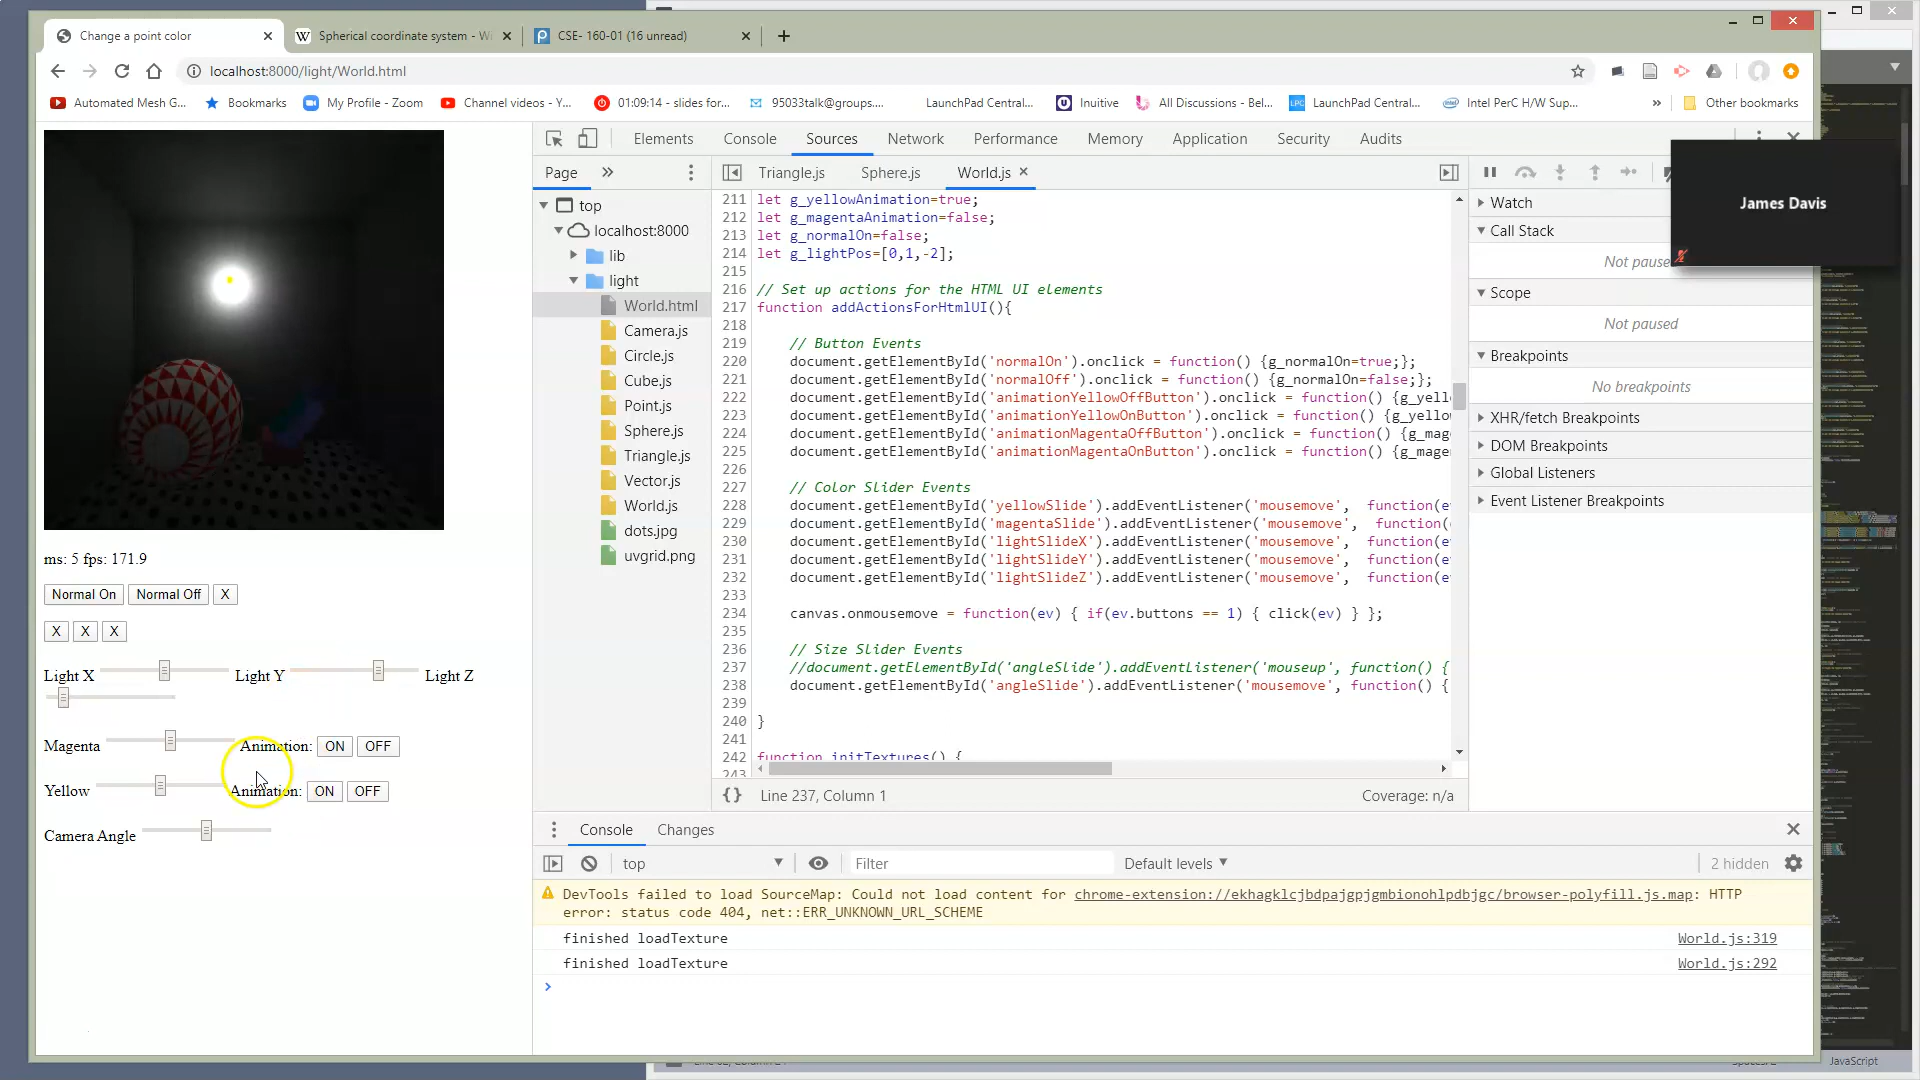 Change a point color
Spherical coordinate system - Wi
CSE- 160-01 (16 unread)
localhost:8000/light/World.html
Automated Mesh G...
Bookmarks
My Profile - Zoom
Channel videos - Y...
01:09:14 - slides for...
95033talk@groups....
LaunchPad Central...
Inuitive
All Discussions - Bel...
LaunchPad Central...
Intel PerC H/W Sup...
Other bookmarks
Elements
Console
Sources
Network
Performance
Memory
Application
Security
Audits
Page
Triangle.js
Sphere.js
World.js
top
localhost:8000
lib
light
World.html
Camera.js
Circle.js
Cube.js
Point.js
Sphere.js
Triangle.js
Vector.js
World.js
dots.jpg
uvgrid.png
211 let g_yellowAnimation=true;
212 let g_magentaAnimation=false;
213 let g_normalOn=false;
214 let g_lightPos=[0,1,-2];
215
216 // Set up actions for the HTML UI elements
217 function addActionsForHtmlUI(){
218
219 // Button Events
220 document.getElementById('normalOn').onclick = function() {g_normalOn=true;};
221 document.getElementById('normalOff').onclick = function() {g_normalOn=false;};
222 document.getElementById('animationYellowOffButton').onclick = function() {g_yell
223 document.getElementById('animationYellowOnButton').onclick = function() {g_yello
224 document.getElementById('animationMagentaOffButton').onclick = function() {g_mag
225 document.getElementById('animationMagentaOnButton').onclick = function() {g_mage
226
227 // Color Slider Events
228 document.getElementById('yellowSlide').addEventListener('mousemove', function(e
229 document.getElementById('magentaSlide').addEventListener('mousemove', function(
230 document.getElementById('lightSlideX').addEventListener('mousemove', function(e
231 document.getElementById('lightSlideY').addEventListener('mousemove', function(e
232 document.getElementById('lightSlideZ').addEventListener('mousemove', function(e
233
234 canvas.onmousemove = function(ev) { if(ev.buttons == 1) { click(ev) } };
235
236 // Size Slider Events
237 //document.getElementById('angleSlide').addEventListener('mouseup', function() {
238 document.getElementById('angleSlide').addEventListener('mousemove', function() {
239
240 }
241
242 function initTextures() {
243
{} Line 237, Column 1
Coverage: n/a
Watch
Call Stack
Not pause
Scope
Not paused
Breakpoints
No breakpoints
XHR/fetch Breakpoints
DOM Breakpoints
Global Listeners
Event Listener Breakpoints
James Davis
ms: 5 fps: 171.9
Normal On
Normal Off
X
X X X
Light X
Light Y
Light Z
Magenta
Animation:
ON
OFF
Yellow
Animation:
ON
OFF
Camera Angle
Console
Changes
top
Filter
Default levels
2 hidden
DevTools failed to load SourceMap: Could not load content for chrome-extension://ekhagklcjbdpajgpjgmbionohlpdbjgc/browser-polyfill.js.map: HTTP
error: status code 404, net::ERR_UNKNOWN_URL_SCHEME
finished loadTexture
World.js:319
finished loadTexture
World.js:292
JavaScript